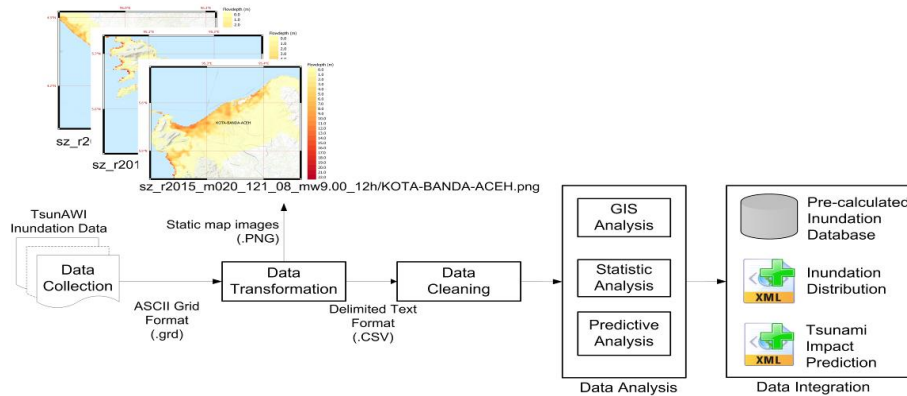 Flowdepth (m)
KOTA-BANDA-ACEH
sz_r2
sz_r201
sz_r2015_m020_121_08_mw9.00_12h/KOTA-BANDA-ACEH.png
TsunAWI
Inundation Data
Data
Collection
ASCII Grid
Format
(.grd)
Static map images
(.PNG)
Data
Transformation
Delimited Text
Format
(.CSV)
Data
Cleaning
GIS
Analysis
Statistic
Analysis
Predictive
Analysis
Data Analysis
Pre-calculated
Inundation
Database
XML
Inundation
Distribution
XML
Tsunami
Impact
Prediction
Data Integration